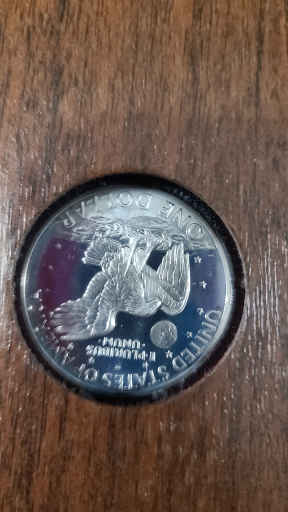 UNITED STATES OF AMERICA
E·PLURIBUS
·UNUM·
ONE DOLLAR